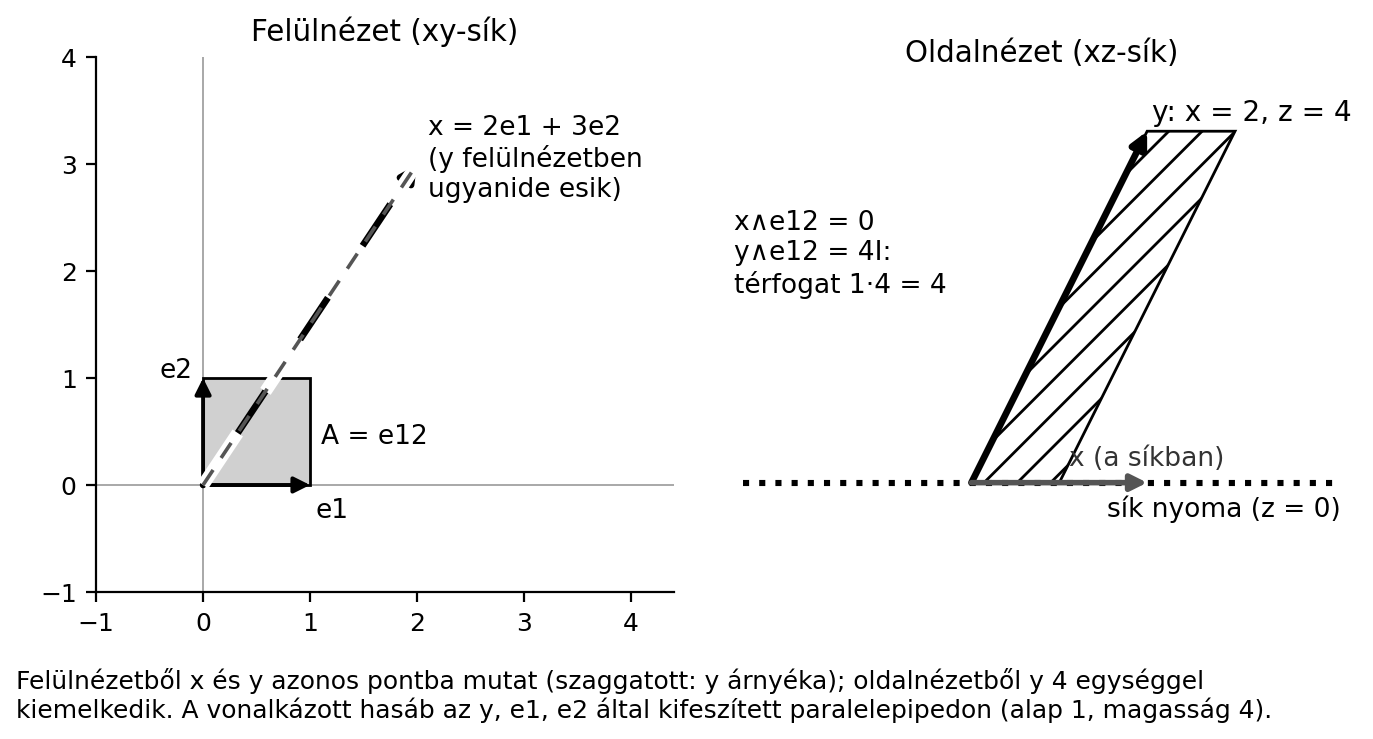 Felülnézet (xy-sík)
4
3
2
1
0
−1
−1
0
1
2
3
4
x = 2e1 + 3e2
(y felülnézetben
ugyanide esik)
e2
A = e12
e1
Oldalnézet (xz-sík)
y: x = 2, z = 4
x∧e12 = 0
y∧e12 = 4I:
térfogat 1·4 = 4
x (a síkban)
sík nyoma (z = 0)
Felülnézetből x és y azonos pontba mutat (szaggatott: y árnyéka); oldalnézetből y 4 egységgel
kiemelkedik. A vonalkázott hasáb az y, e1, e2 által kifeszített paralelepipedon (alap 1, magasság 4).